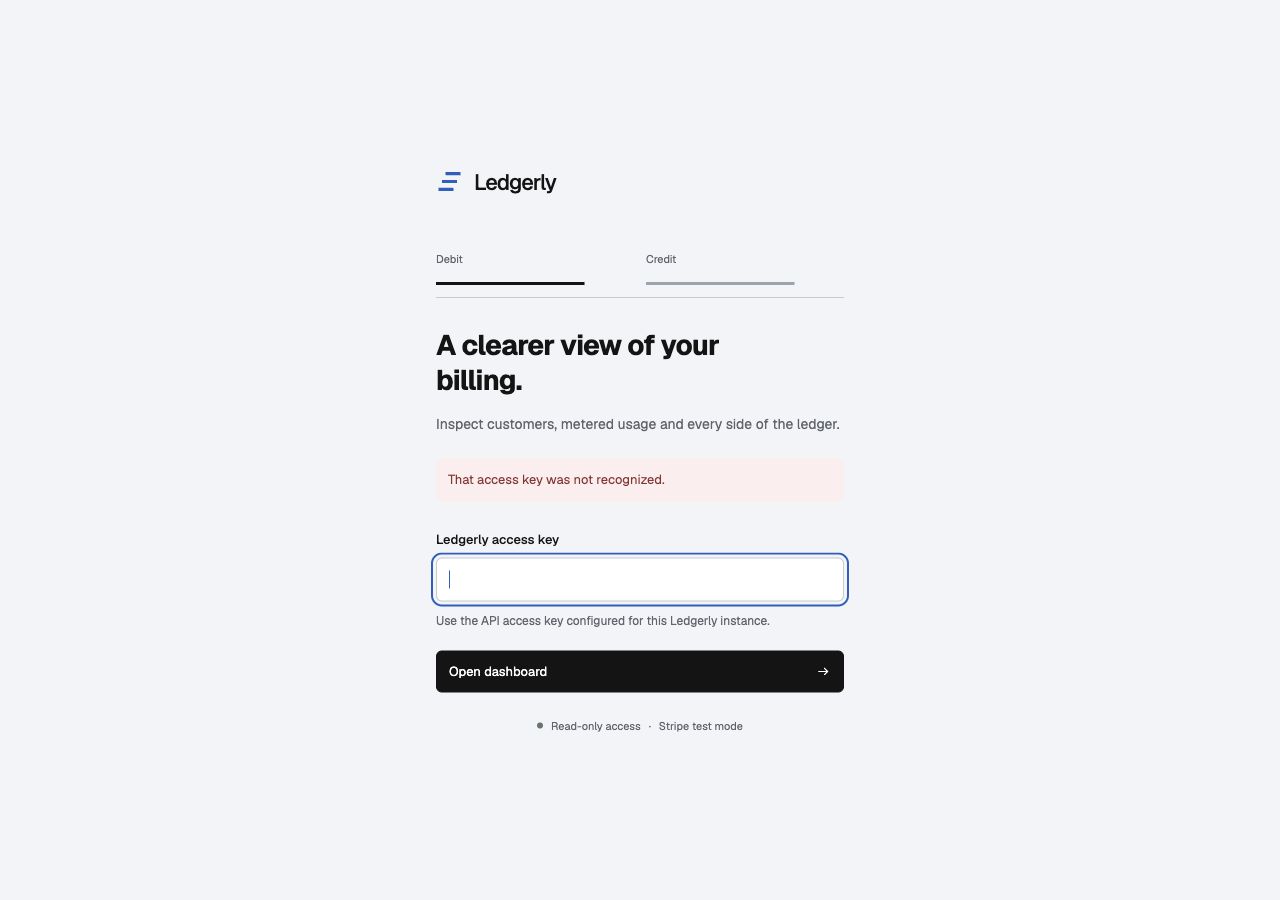 Ledgerly
Debit
Credit
A clearer view of your
billing.
Inspect customers, metered usage and every side of the ledger.
That access key was not recognized.
Ledgerly access key
Use the API access key configured for this Ledgerly instance.
Open dashboard →
Read-only access · Stripe test mode